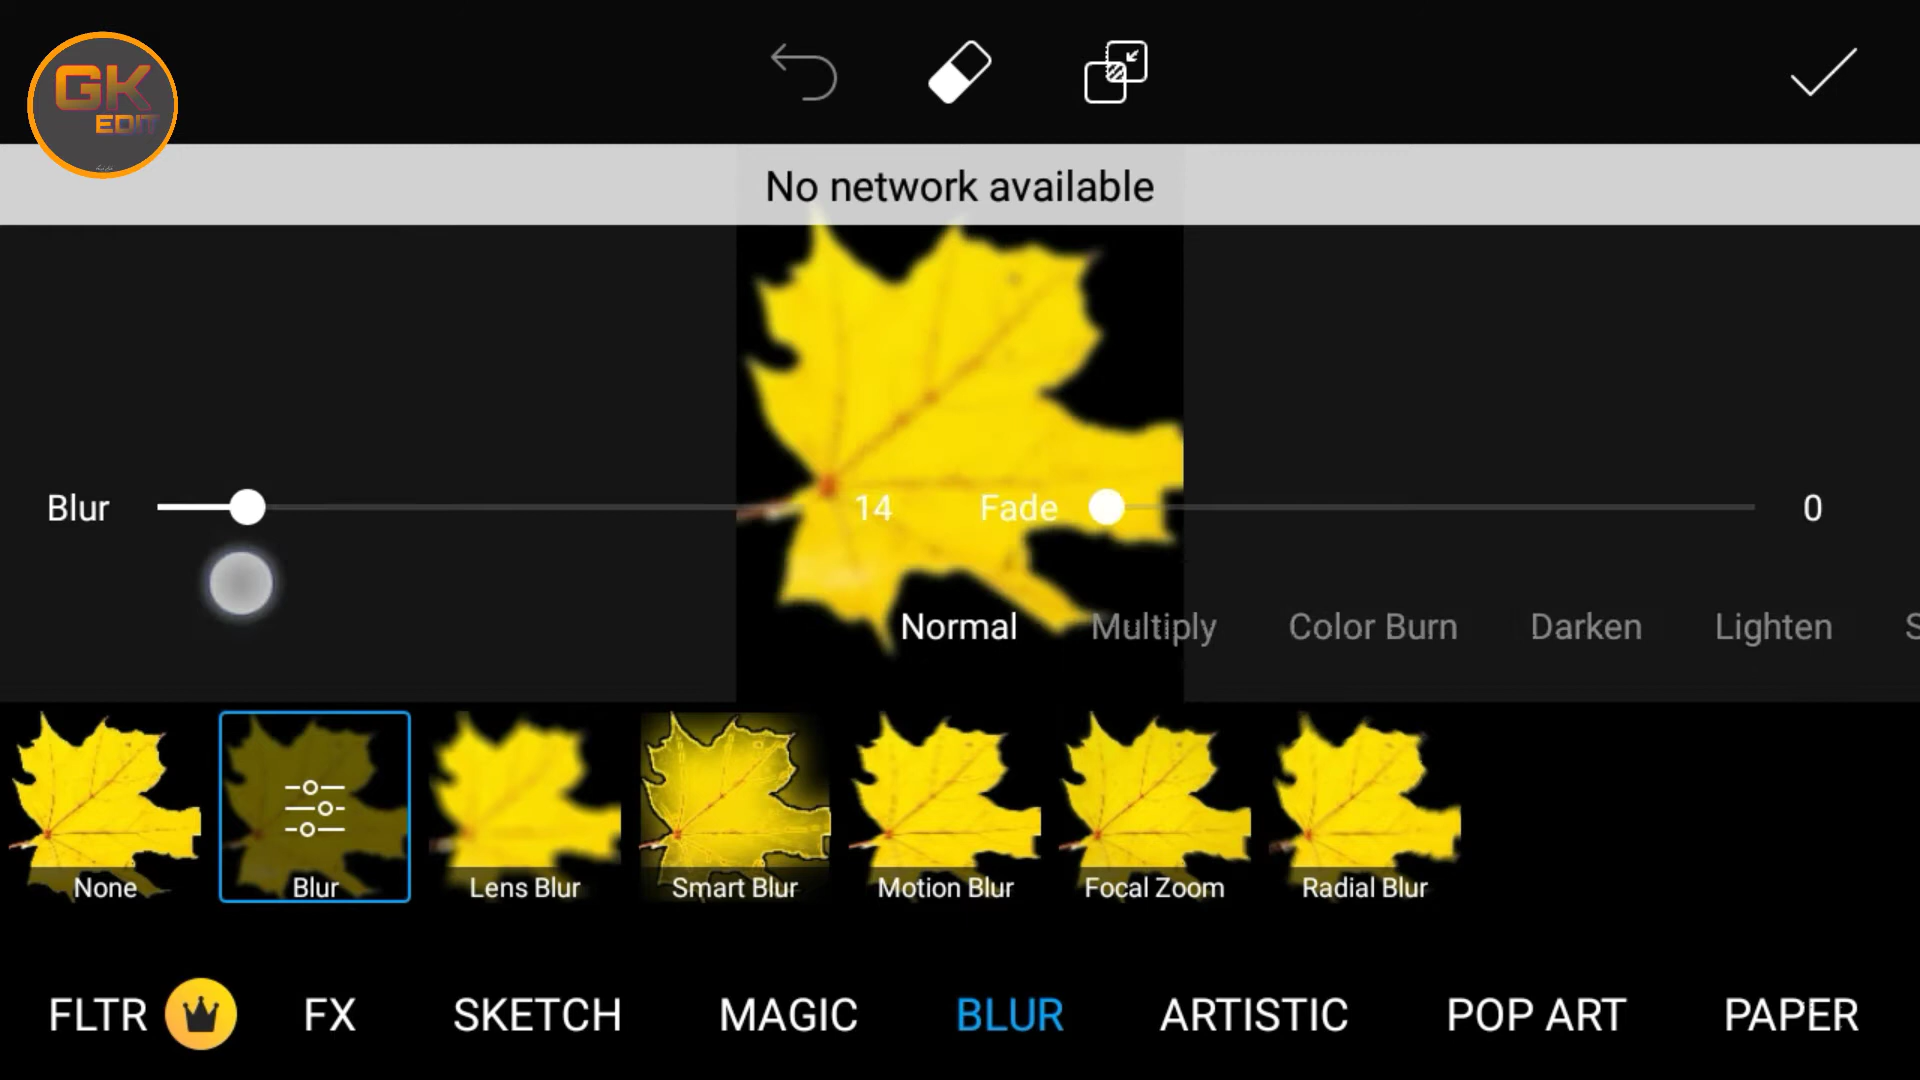 GK
EDIT
No network available
Blur 14 Fade 0
Normal Multiply Color Burn Darken Lighten S
None Blur Lens Blur Smart Blur Motion Blur Focal Zoom Radial Blur
FLTR FX SKETCH MAGIC BLUR ARTISTIC POP ART PAPER